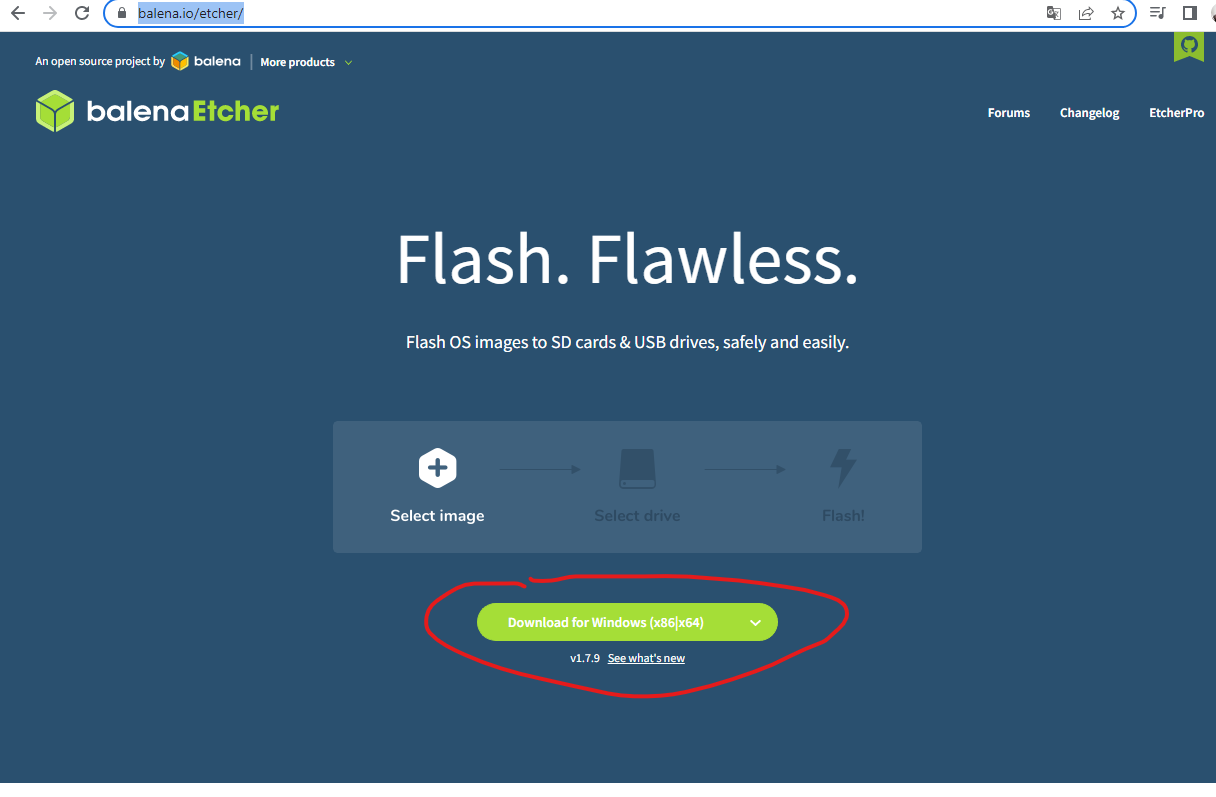 balena.io/etcher/
An open source project by balena | More products
balenaEtcher
Forums Changelog EtcherPro
Flash. Flawless.
Flash OS images to SD cards & USB drives, safely and easily.
Select image Select drive Flash!
Download for Windows (x86|x64)
v1.7.9 See what's new